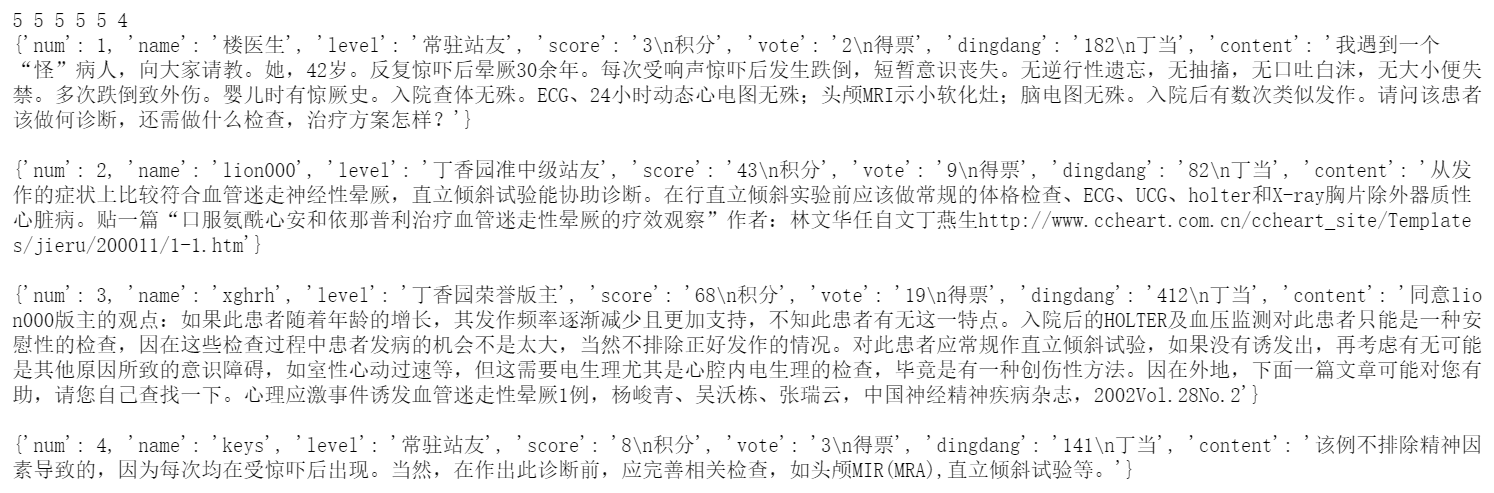 5 5 5 5 5 4
{'num': 1, 'name': '楼医生', 'level': '常驻站友', 'score': '3\n积分', 'vote': '2\n得票', 'dingdang': '182\n丁当', 'content': '我遇到一个
“怪”病人，向大家请教。她，42岁。反复惊吓后晕厥30余年。每次受响声惊吓后发生跌倒，短暂意识丧失。无逆行性遗忘，无抽搐，无口吐白沫，无大小便失
禁。多次跌倒致外伤。婴儿时有惊厥史。入院查体无殊。ECG、24小时动态心电图无殊；头颅MRI示小软化灶；脑电图无殊。入院后有数次类似发作。请问该患者
该做何诊断，还需做什么检查，治疗方案怎样？'}
{'num': 2, 'name': 'lion000', 'level': '丁香园准中级站友', 'score': '43\n积分', 'vote': '9\n得票', 'dingdang': '82\n丁当', 'content': '从发
作的症状上比较符合血管迷走神经性晕厥，直立倾斜试验能协助诊断。在行直立倾斜实验前应该做常规的体格检查、ECG、UCG、holter和X-ray胸片除外器质性
心脏病。贴一篇“口服氨酰心安和依那普利治疗血管迷走性晕厥的疗效观察”作者：林文华任自文丁燕生http://www.ccheart.com.cn/ccheart_site/Template
s/jieru/200011/1-1.htm'}
{'num': 3, 'name': 'xghrh', 'level': '丁香园荣誉版主', 'score': '68\n积分', 'vote': '19\n得票', 'dingdang': '412\n丁当', 'content': '同意lio
n000版主的观点：如果此患者随着年龄的增长，其发作频率逐渐减少且更加支持，不知此患者有无这一特点。入院后的HOLTER及血压监测对此患者只能是一种安
慰性的检查，因在这些检查过程中患者发病的机会不是太大，当然不排除正好发作的情况。对此患者应常规作直立倾斜试验，如果没有诱发出，再考虑有无可能
是其他原因所致的意识障碍，如室性心动过速等，但这需要电生理尤其是心腔内电生理的检查，毕竟是有一种创伤性方法。因在外地，下面一篇文章可能对您有
助，请您自己查找一下。心理应激事件诱发血管迷走性晕厥1例，杨峻青、吴沃栋、张瑞云，中国神经精神疾病杂志，2002Vol.28No.2'}
{'num': 4, 'name': 'keys', 'level': '常驻站友', 'score': '8\n积分', 'vote': '3\n得票', 'dingdang': '141\n丁当', 'content': '该例不排除精神因
素导致的，因为每次均在受惊吓后出现。当然，在作出此诊断前，应完善相关检查，如头颅MIR(MRA),直立倾斜试验等。'}